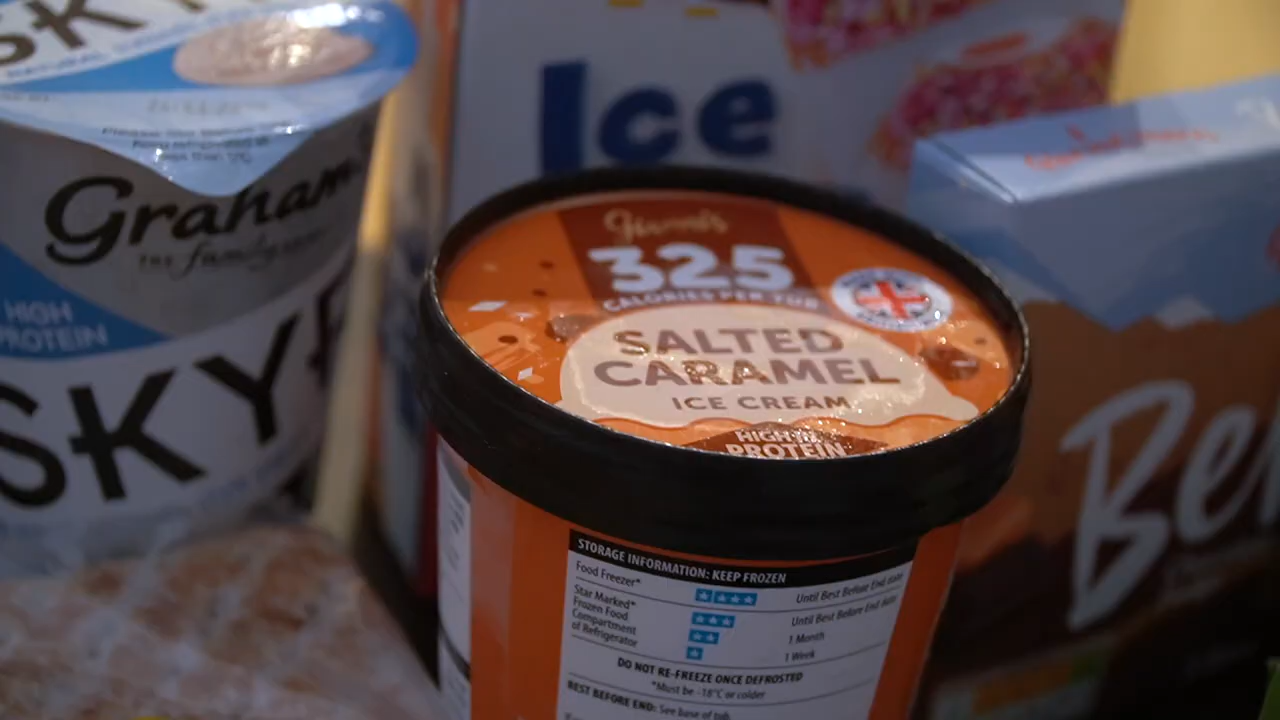 SKY
Graham's
THE family
HIGH
PROTEIN
SKY
Ice
Gianni's
325
CALORIES PER TUB
SALTED
CARAMEL
ICE CREAM
HIGH IN
PROTEIN
STORAGE INFORMATION: KEEP FROZEN
Food Freezer* Until Best Before End date
Star Marked* Until Best Before End date
Frozen Food
Compartment 1 Month
of Refrigerator 1 Week
DO NOT RE-FREEZE ONCE DEFROSTED
*Must be -18°C or colder
BEST BEFORE END: See base of tub
Be